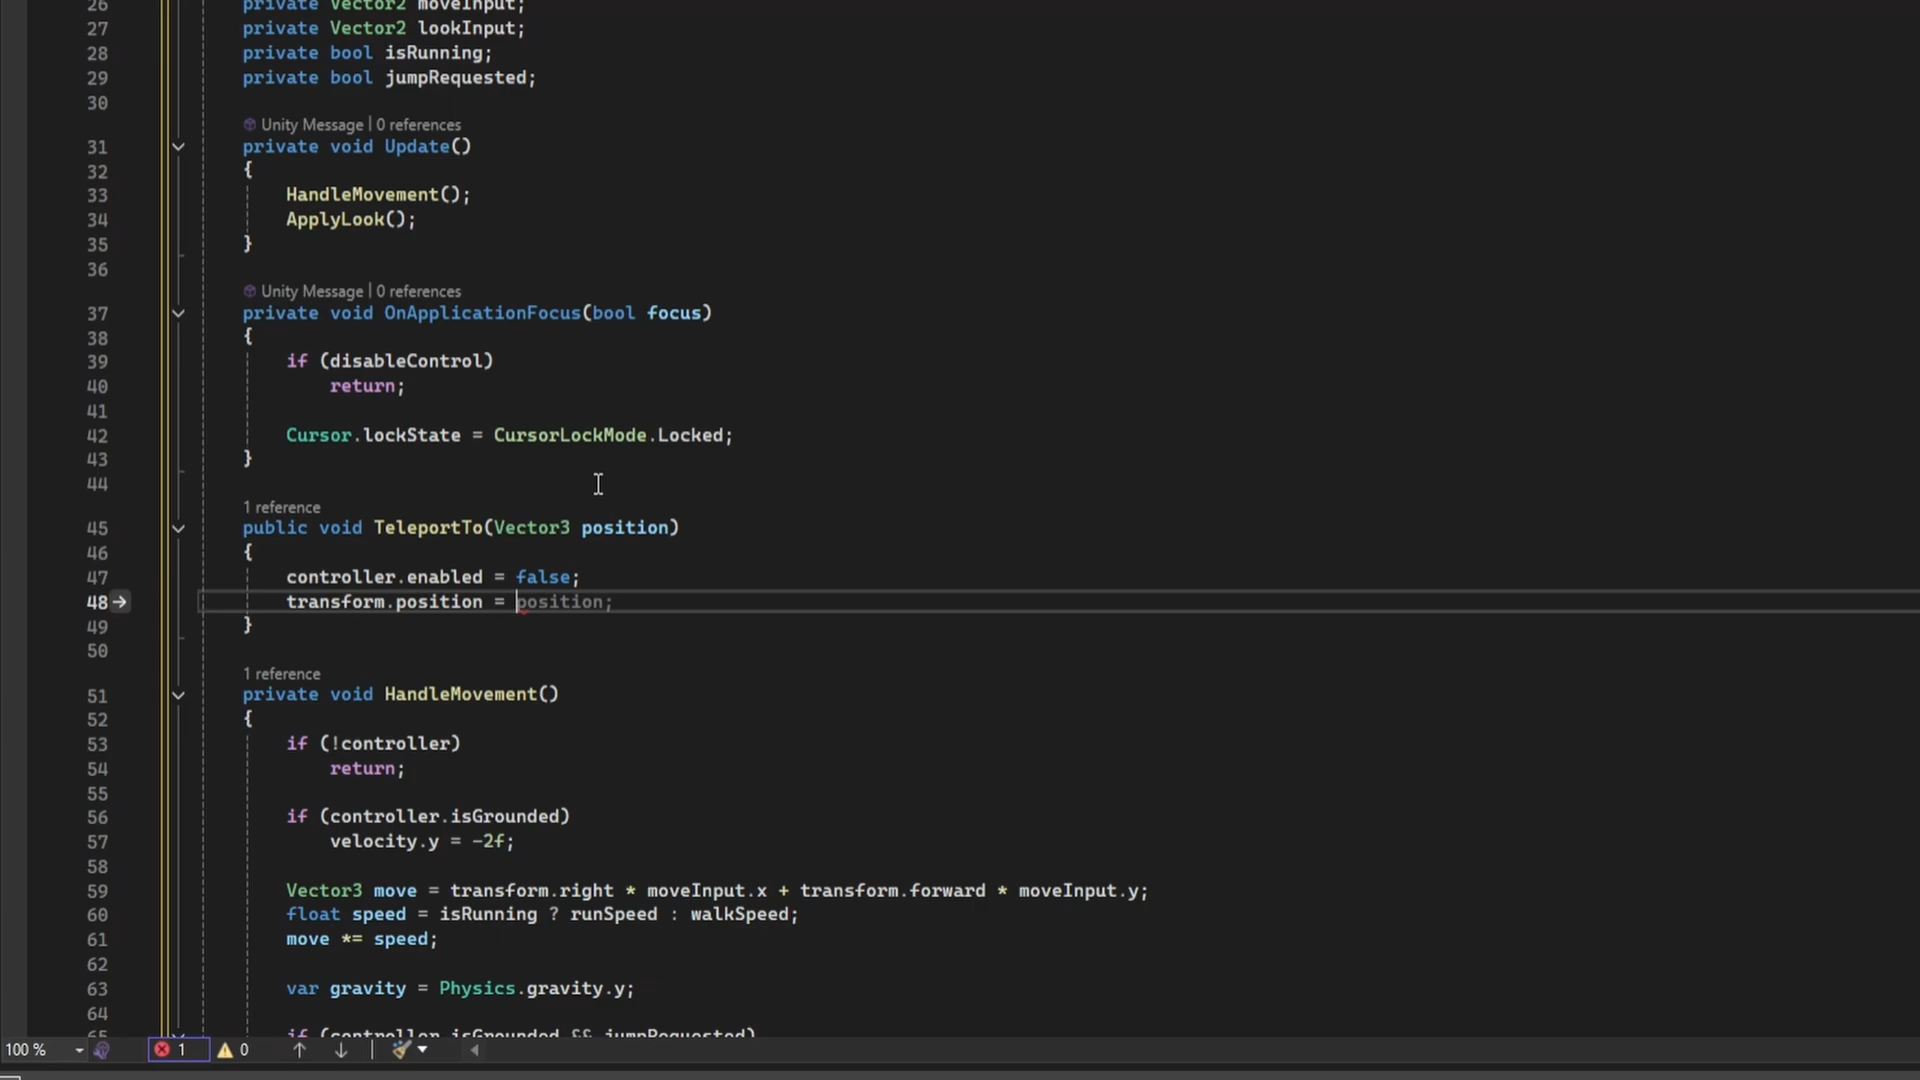 26 private Vector2 moveInput;
27 private Vector2 lookInput;
28 private bool isRunning;
29 private bool jumpRequested;
30
Unity Message | 0 references
31 private void Update()
32 {
33 HandleMovement();
34 ApplyLook();
35 }
36
Unity Message | 0 references
37 private void OnApplicationFocus(bool focus)
38 {
39 if (disableControl)
40 return;
41
42 Cursor.lockState = CursorLockMode.Locked;
43 }
44
1 reference
45 public void TeleportTo(Vector3 position)
46 {
47 controller.enabled = false;
48 transform.position = position;
49 }
50
1 reference
51 private void HandleMovement()
52 {
53 if (!controller)
54 return;
55
56 if (controller.isGrounded)
57 velocity.y = -2f;
58
59 Vector3 move = transform.right * moveInput.x + transform.forward * moveInput.y;
60 float speed = isRunning ? runSpeed : walkSpeed;
61 move *= speed;
62
63 var gravity = Physics.gravity.y;
64
65 if (controller.isGrounded && jumpRequested)
100 % 1 0